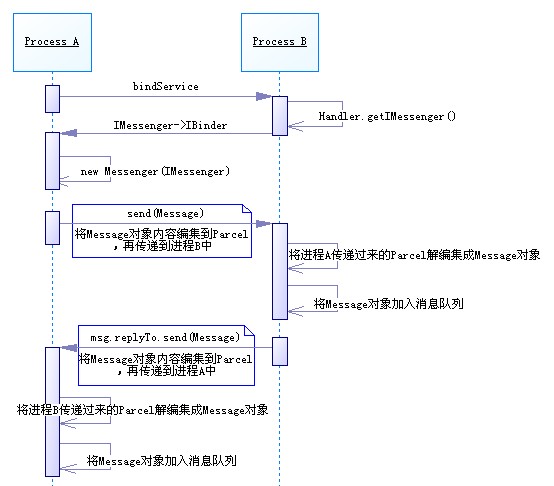 Process A
Process B
bindService
Handler.getIMessenger()
IMessenger->IBinder
new Messenger(IMessenger)
send(Message)
将Message对象内容编集到Parcel
，再传递到进程B中
将进程A传递过来的Parcel解编集成Message对象
将Message对象加入消息队列
msg.replyTo.send(Message)
将Message对象内容编集到Parcel
，再传递到进程A中
将进程B传递过来的Parcel解编集成Message对象
将Message对象加入消息队列